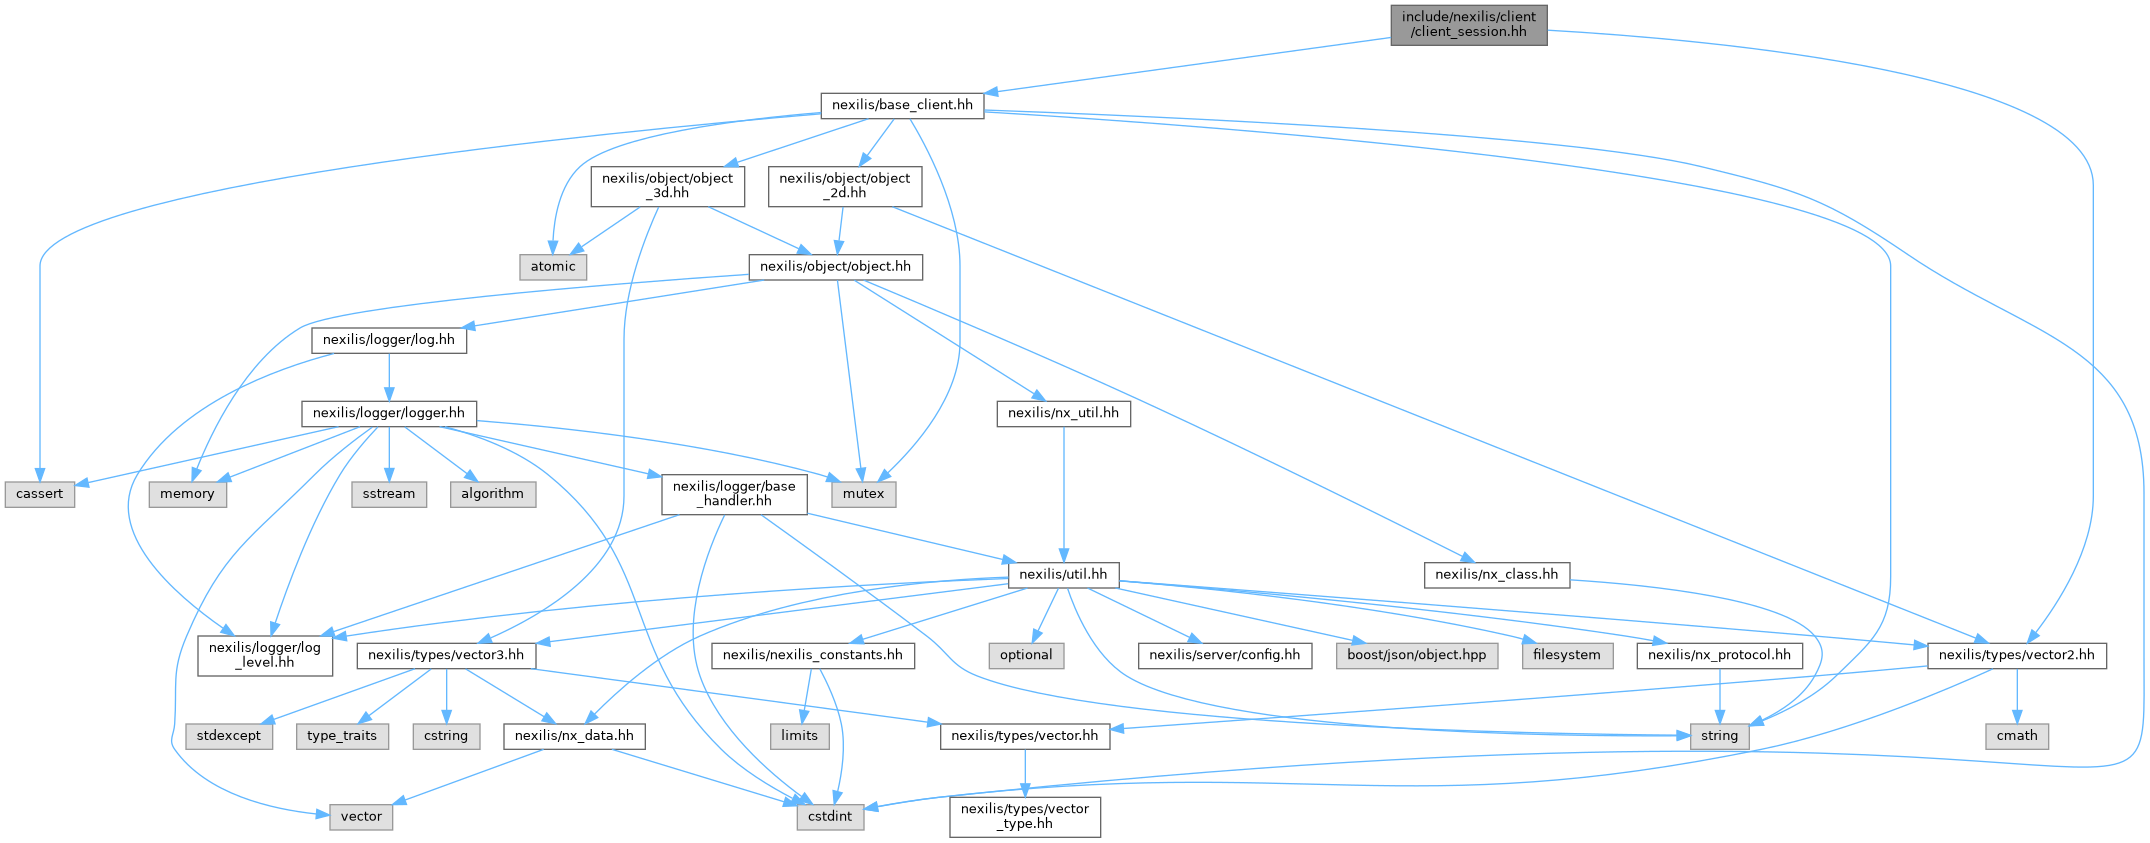 include/nexilis/client
/client_session.hh
nexilis/base_client.hh
nexilis/object/object
_3d.hh
nexilis/object/object
_2d.hh
atomic
nexilis/object/object.hh
nexilis/logger/log.hh
nexilis/logger/logger.hh
nexilis/nx_util.hh
cassert
memory
sstream
algorithm
nexilis/logger/base
_handler.hh
mutex
nexilis/util.hh
nexilis/nx_class.hh
nexilis/logger/log
_level.hh
nexilis/types/vector3.hh
nexilis/nexilis_constants.hh
optional
nexilis/server/config.hh
boost/json/object.hpp
filesystem
nexilis/nx_protocol.hh
nexilis/types/vector2.hh
stdexcept
type_traits
cstring
nexilis/nx_data.hh
limits
nexilis/types/vector.hh
string
cmath
vector
cstdint
nexilis/types/vector
_type.hh